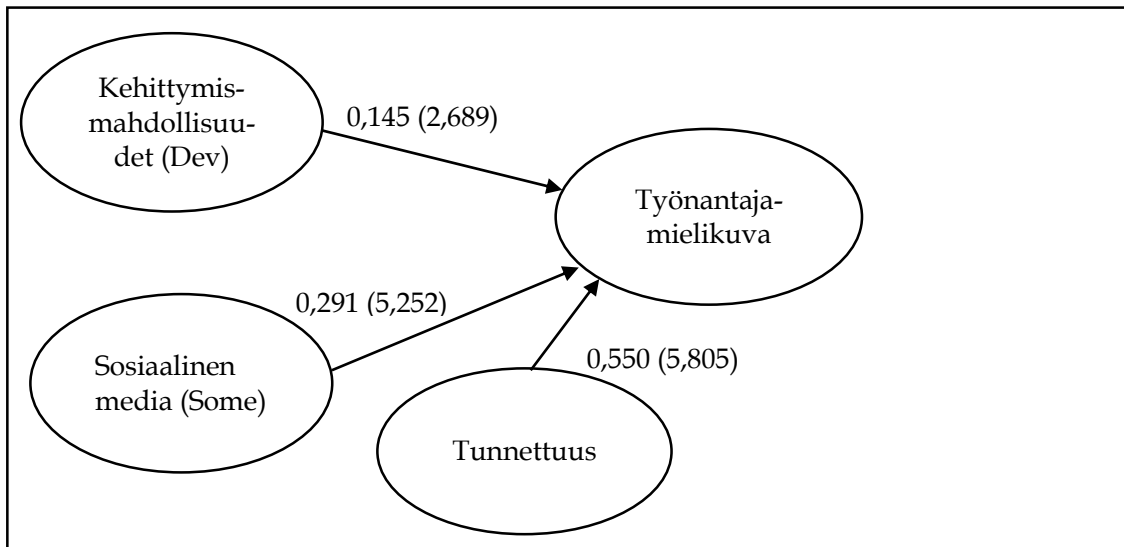 Kehittymis-
mahdollisuu-
det (Dev)
0,145 (2,689)
Työnantaja-
mielikuva
0,291 (5,252)
Sosiaalinen
media (Some)
0,550 (5,805)
Tunnettuus